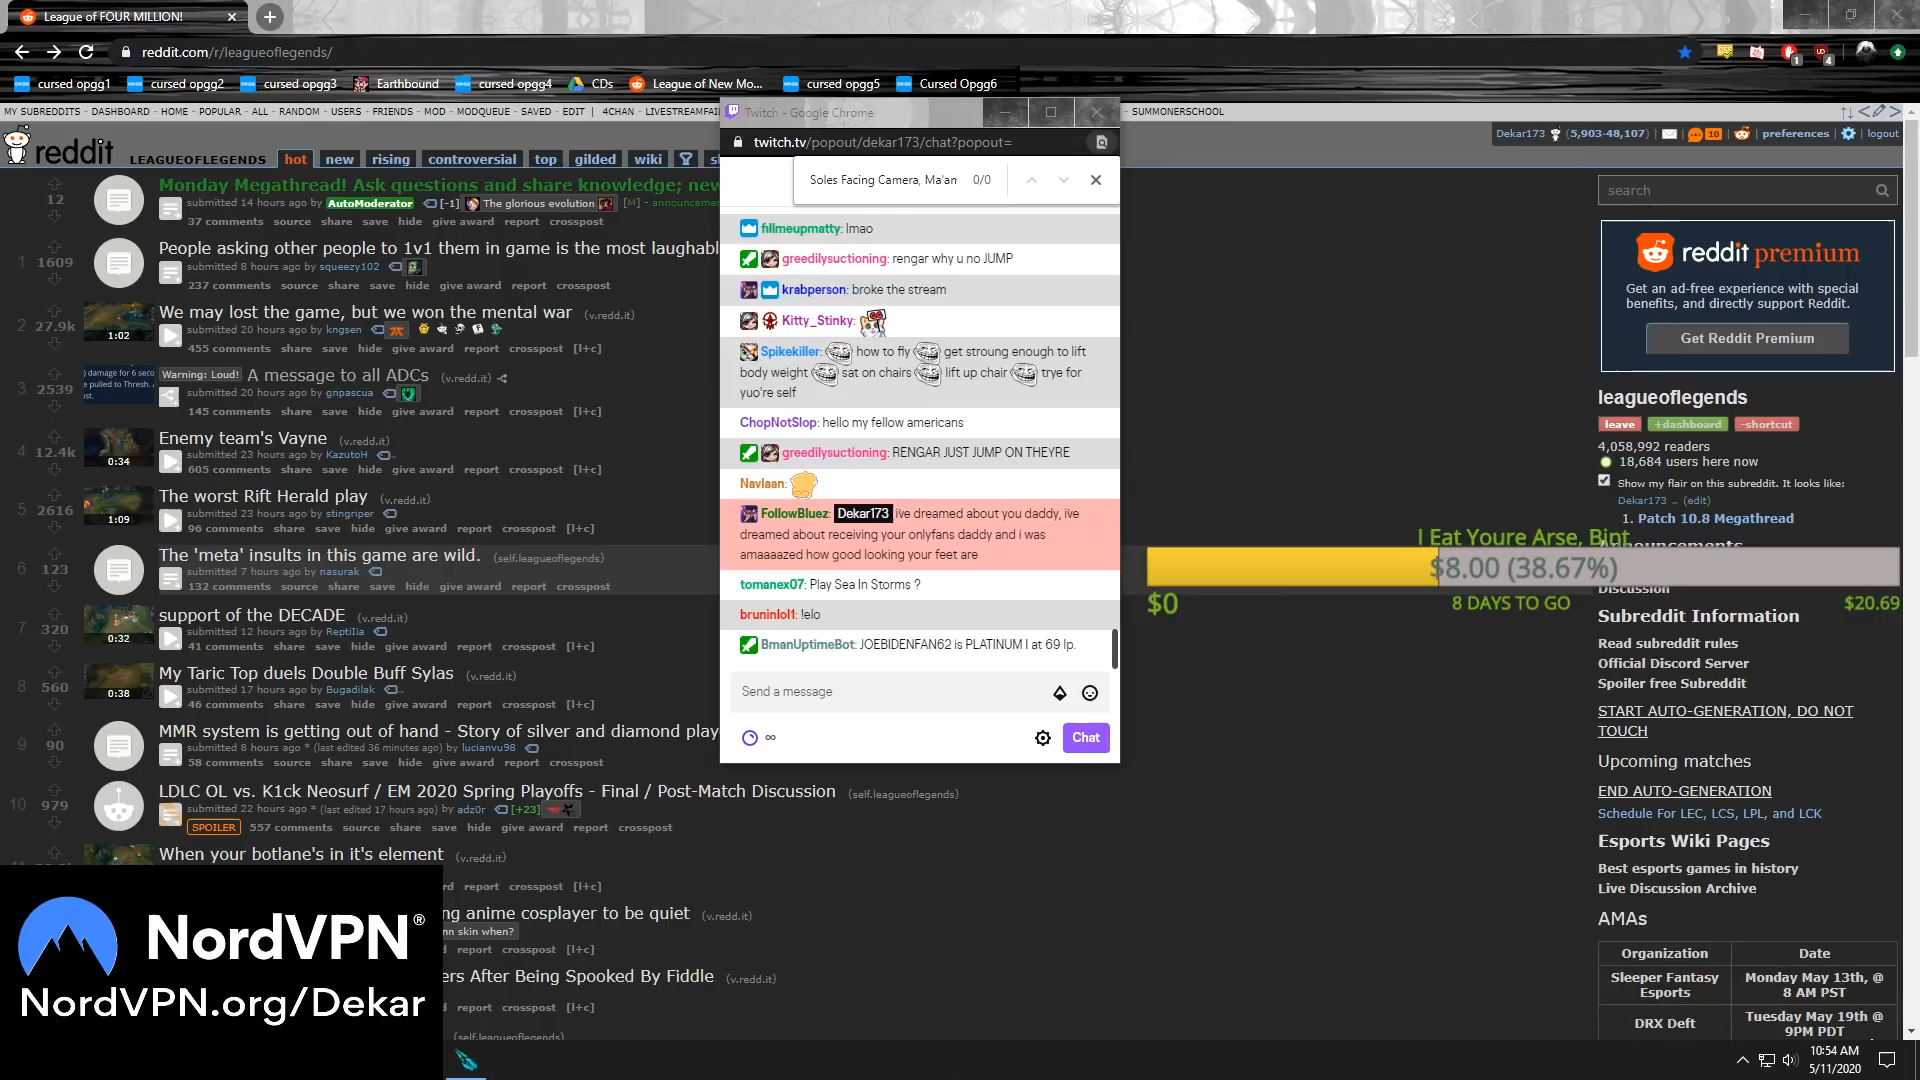 League of FOUR MILLION!
reddit.com/r/leagueoflegends/
1
4
cursed opgg1
cursed opgg2
cursed opgg3
Earthbound
cursed opgg4
CDs
League of New Mo...
cursed opgg5
Cursed Opgg6
MY SUBREDDITS - DASHBOARD - HOME - POPULAR - ALL - RANDOM - USERS - FRIENDS - MOD - MODQUEUE - SAVED - EDIT | 4CHAN - LIVESTREAMFAI
- SUMMONERSCHOOL
reddit LEAGUEOFLEGENDS hot new rising controversial top gilded wiki
Dekar173 (5,903·48,107) | 10 | preferences | logout
12
Monday Megathread! Ask questions and share knowledge; new
submitted 14 hours ago by AutoModerator [-1] The glorious evolution [M] - announcemen
37 comments source share save hide give award report crosspost
1 1609
People asking other people to 1v1 them in game is the most laughabl
submitted 8 hours ago by squeezy102
237 comments source share save hide give award report crosspost
2 27.9k
1:02
We may lost the game, but we won the mental war (v.redd.it)
submitted 20 hours ago by kngsen
455 comments share save hide give award report crosspost [l+c]
3 2539
) damage for 6 seco
Warning: Loud! A message to all ADCs (v.redd.it)
submitted 20 hours ago by gnpascua
145 comments share save hide give award report crosspost [l+c]
4 12.4k
0:34
Enemy team's Vayne (v.redd.it)
submitted 23 hours ago by KazutoH
605 comments share save hide give award report crosspost [l+c]
5 2616
1:09
The worst Rift Herald play (v.redd.it)
submitted 23 hours ago by stingriper
96 comments share save hide give award report crosspost [l+c]
6 123
The 'meta' insults in this game are wild. (self.leagueoflegends)
submitted 7 hours ago by nasurak
132 comments source share save hide give award report crosspost
7 320
0:32
support of the DECADE (v.redd.it)
submitted 12 hours ago by ReptiIia
41 comments share save hide give award report crosspost [l+c]
8 560
0:38
My Taric Top duels Double Buff Sylas (v.redd.it)
submitted 17 hours ago by Bugadilak
46 comments share save hide give award report crosspost [l+c]
9 90
MMR system is getting out of hand - Story of silver and diamond play
submitted 8 hours ago * (last edited 36 minutes ago) by lucianvu98
58 comments source share save hide give award report crosspost
10 979
LDLC OL vs. K1ck Neosurf / EM 2020 Spring Playoffs - Final / Post-Match Discussion (self.leagueoflegends)
submitted 22 hours ago * (last edited 17 hours ago) by adz0r [+23]
SPOILER 557 comments source share save hide give award report crosspost
When your botlane's in it's element (v.redd.it)
rd report crosspost [l+c]
ng anime cosplayer to be quiet (v.redd.it)
nn skin when?
report crosspost [l+c]
ers After Being Spooked By Fiddle (v.redd.it)
report crosspost [l+c]
(self.leagueoflegends)
NordVPN®
NordVPN.org/Dekar
Twitch - Google Chrome
twitch.tv/popout/dekar173/chat?popout=
Soles Facing Camera, Ma'am 0/0
fillmeupmatty: lmao
greedilysuctioning: rengar why u no JUMP
krabperson: broke the stream
Kitty_Stinky:
Spikekiller: how to fly get stroung enough to lift
body weight sat on chairs lift up chair trye for
yuo're self
ChopNotSlop: hello my fellow americans
greedilysuctioning: RENGAR JUST JUMP ON THEYRE
Navlaan:
FollowBluez: Dekar173 ive dreamed about you daddy, ive
dreamed about receiving your onlyfans daddy and i was
amaaaazed how good looking your feet are
tomanex07: Play Sea In Storms ?
bruninlol1: !elo
BmanUptimeBot: JOEBIDENFAN62 is PLATINUM I at 69 lp.
Send a message
∞
Chat
search
reddit premium
Get an ad-free experience with special
benefits, and directly support Reddit.
Get Reddit Premium
leagueoflegends
leave +dashboard -shortcut
4,058,992 readers
18,684 users here now
Show my flair on this subreddit. It looks like:
Dekar173 (edit)
1. Patch 10.8 Megathread
I Eat Youre Arse, Bint
Announcements
$8.00 (38.67%)
Discussion
$0
8 DAYS TO GO
$20.69
Subreddit Information
Read subreddit rules
Official Discord Server
Spoiler free Subreddit
START AUTO-GENERATION, DO NOT
TOUCH
Upcoming matches
END AUTO-GENERATION
Schedule For LEC, LCS, LPL, and LCK
Esports Wiki Pages
Best esports games in history
Live Discussion Archive
AMAs
Organization Date
Sleeper Fantasy Esports Monday May 13th, @ 8 AM PST
DRX Deft Tuesday May 19th @ 9PM PDT
10:54 AM
5/11/2020